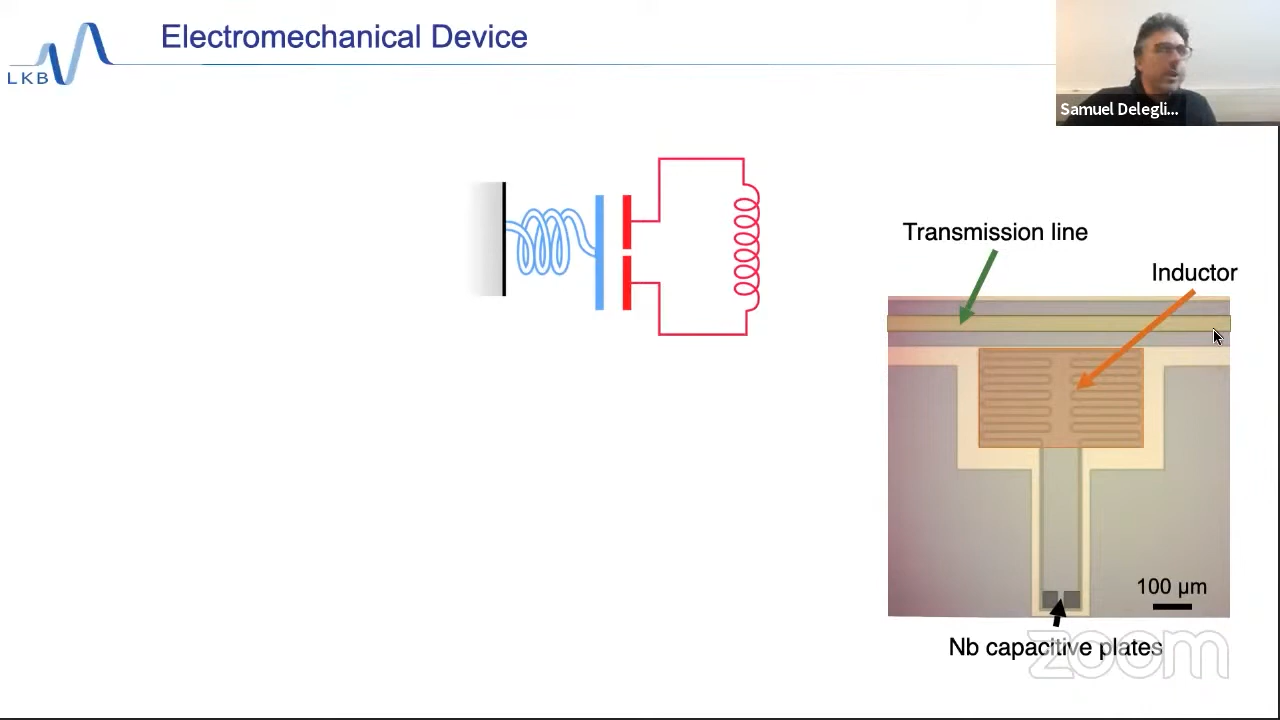 Electromechanical Device
LKB
Samuel Delegli...
Transmission line
Inductor
100 µm
Nb capacitive plates
zoom